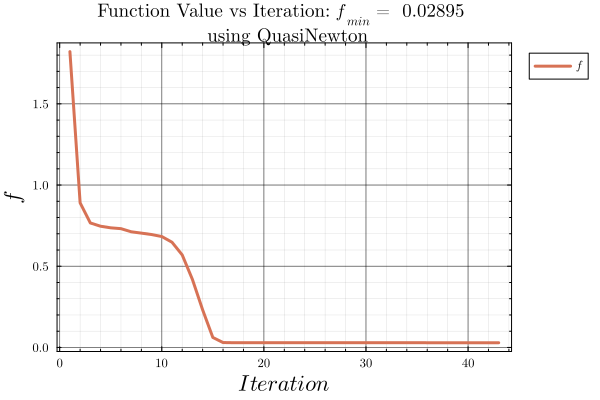 Function Value vs Iteration: f_min = 0.02895
using QuasiNewton
f
1.5
1.0
0.5
0.0
f
0 10 20 30 40
Iteration